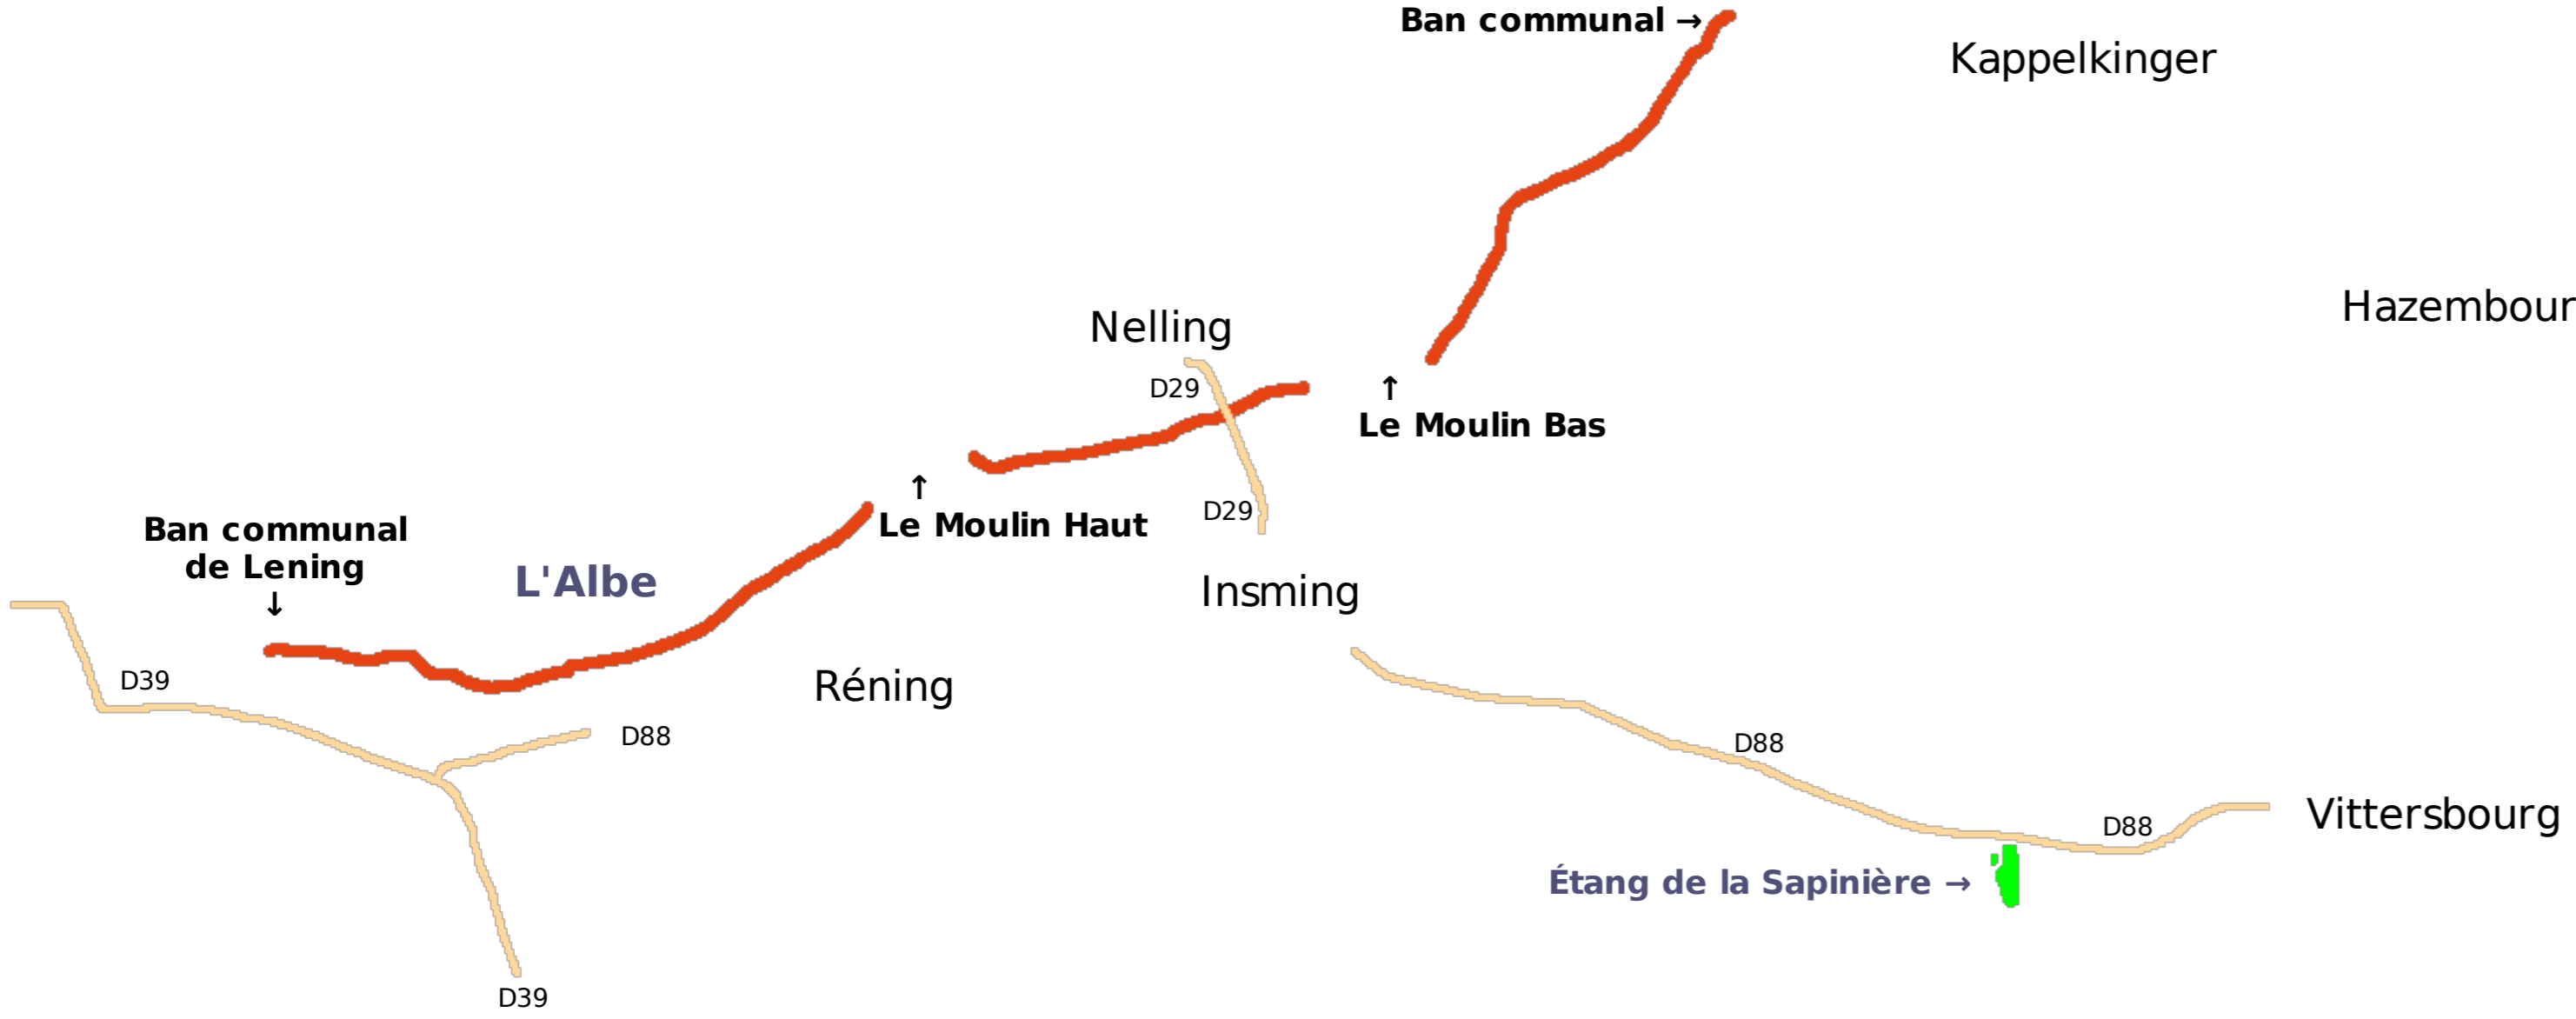 Ban communal →
Kappelkinger
Hazembour
Nelling
D29
↑
Le Moulin Bas
↑
Le Moulin Haut
D29
Ban communal
de Lening
↓
L'Albe
Insming
D39
Réning
D88
D88
D88
Vittersbourg
Étang de la Sapinière →
D39